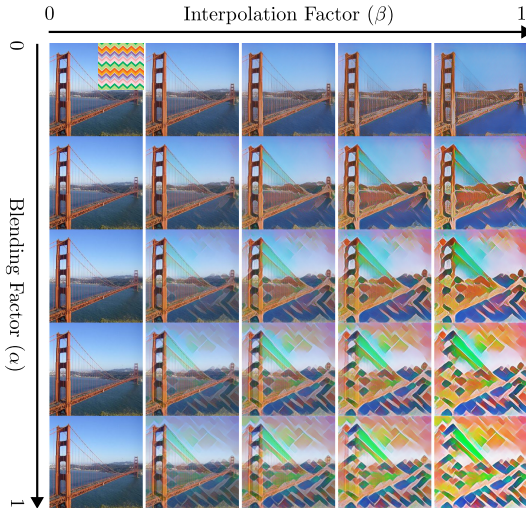 Interpolation Factor (β)
0
1
0
Blending Factor (α)
1